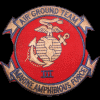 AIR GROUND TEAM
III
MARINE AMPHIBIOUS FORCE